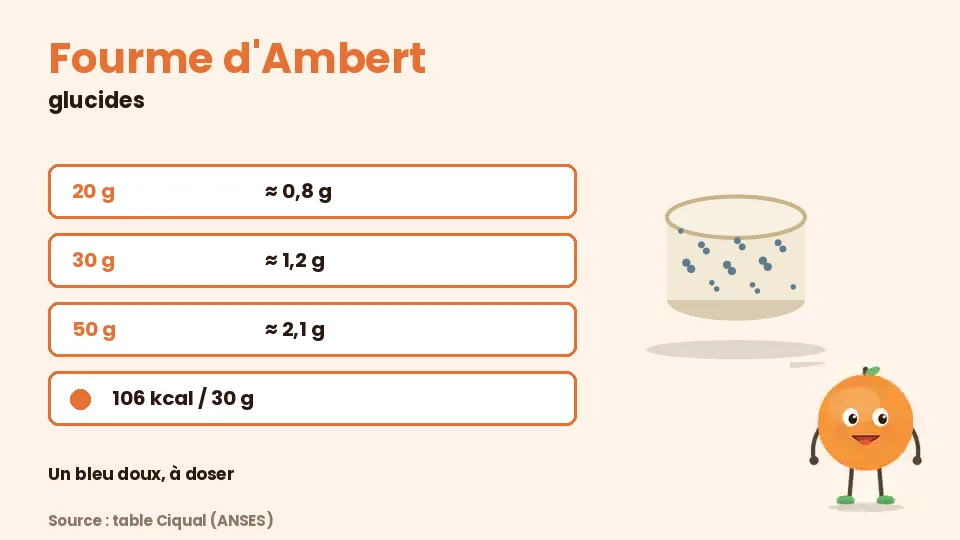 Fourme d'Ambert
glucides
20 g ≈ 0,8 g
30 g ≈ 1,2 g
50 g ≈ 2,1 g
106 kcal / 30 g
Un bleu doux, à doser
Source : table Ciqual (ANSES)